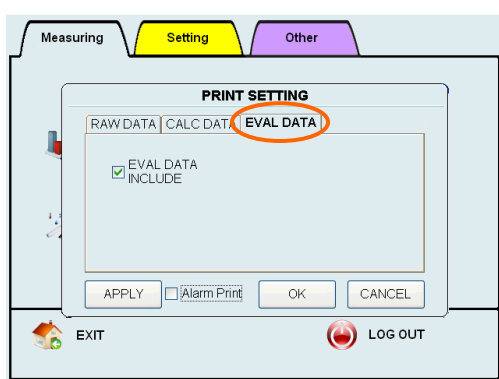 Measuring Setting Other
PRINT SETTING
RAW DATA CALC DATA EVAL DATA
EVAL DATA
INCLUDE
APPLY Alarm Print OK CANCEL
EXIT LOG OUT